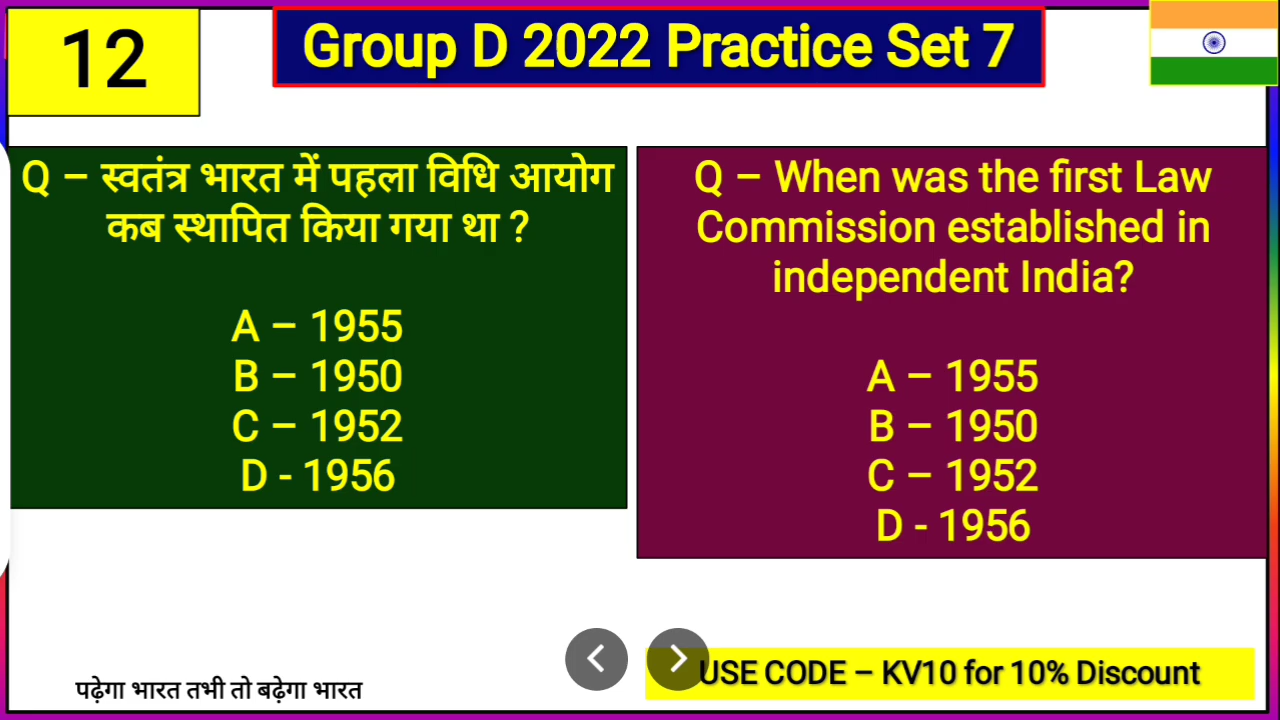 12
Group D 2022 Practice Set 7
Q – स्वतंत्र भारत में पहला विधि आयोग
कब स्थापित किया गया था ?
A – 1955
B – 1950
C – 1952
D - 1956
Q – When was the first Law
Commission established in
independent India?
A – 1955
B – 1950
C – 1952
D - 1956
पढ़ेगा भारत तभी तो बढ़ेगा भारत
USE CODE – KV10 for 10% Discount